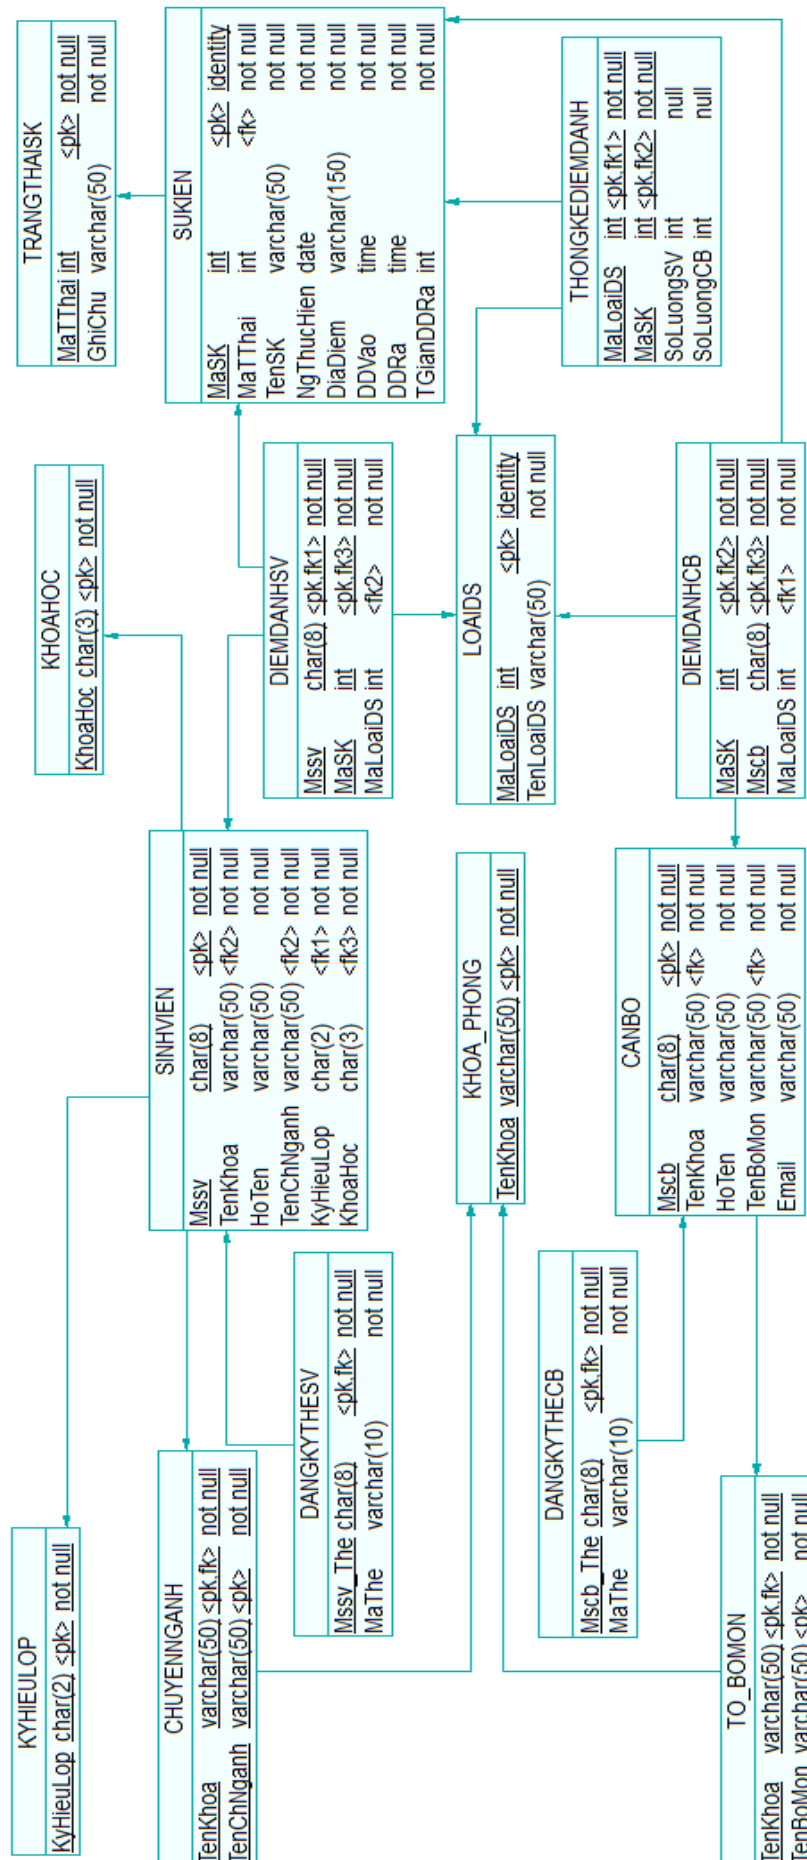 KYHIEULOP
KyHieuLop char(2) <pk> not null
KHOAHOC
KhoaHoc char(3) <pk> not null
TRANGTHAISK
MaTThai int <pk> not null
GhiChu varchar(50) not null
CHUYENNGANH
TenKhoa varchar(50) <pk,fk> not null
TenChNganh varchar(50) <pk> not null
SINHVIEN
Mssv char(8) <pk> not null
TenKhoa varchar(50) <fk2> not null
HoTen varchar(50) not null
TenChNganh varchar(50) <fk2> not null
KyHieuLop char(2) <fk1> not null
KhoaHoc char(3) <fk3> not null
SUKIEN
MaSK int <pk> identity
MaTThai int <fk> not null
TenSK varchar(50) not null
NgThucHien date not null
DiaDiem varchar(150) not null
DDVao time not null
DDRa time not null
TGianDDRa int not null
DANGKYTHESV
Mssv_The char(8) <pk,fk> not null
MaThe varchar(10) not null
DIEMDANHSV
Mssv char(8) <pk,fk1> not null
MaSK int <pk,fk3> not null
MaLoaiDS int <fk2> not null
KHOA_PHONG
TenKhoa varchar(50) <pk> not null
LOAIDS
MaLoaiDS int <pk> identity
TenLoaiDS varchar(50) not null
THONGKEDIEMDANH
MaLoaiDS int <pk,fk1> not null
MaSK int <pk,fk2> not null
SoLuongSV int null
SoLuongCB int null
DANGKYTHECB
Mscb_The char(8) <pk,fk> not null
MaThe varchar(10) not null
CANBO
Mscb char(8) <pk> not null
TenKhoa varchar(50) <fk> not null
HoTen varchar(50) not null
TenBoMon varchar(50) <fk> not null
Email varchar(50) not null
DIEMDANHCB
MaSK int <pk,fk2> not null
Mscb char(8) <pk,fk3> not null
MaLoaiDS int <fk1> not null
TO_BOMON
TenKhoa varchar(50) <pk,fk> not null
TenBoMon varchar(50) <pk> not null